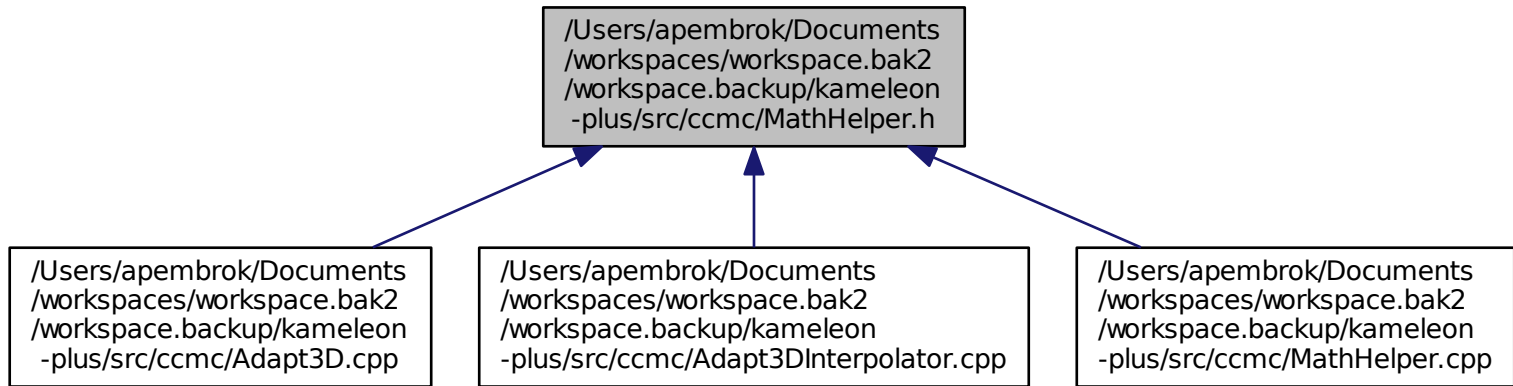 /Users/apembrok/Documents
/workspaces/workspace.bak2
/workspace.backup/kameleon
-plus/src/ccmc/MathHelper.h
/Users/apembrok/Documents
/workspaces/workspace.bak2
/workspace.backup/kameleon
-plus/src/ccmc/Adapt3D.cpp
/Users/apembrok/Documents
/workspaces/workspace.bak2
/workspace.backup/kameleon
-plus/src/ccmc/Adapt3DInterpolator.cpp
/Users/apembrok/Documents
/workspaces/workspace.bak2
/workspace.backup/kameleon
-plus/src/ccmc/MathHelper.cpp